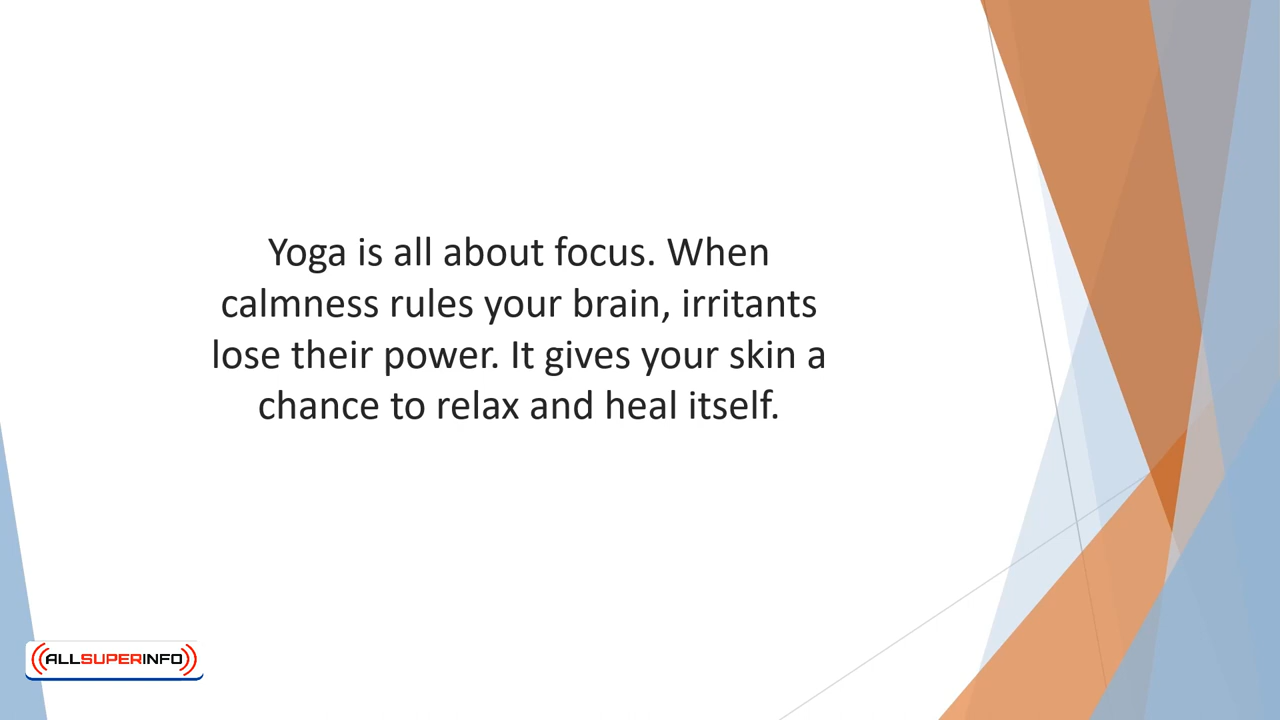 Yoga is all about focus. When
calmness rules your brain, irritants
lose their power. It gives your skin a
chance to relax and heal itself.
ALLSUPERINFO